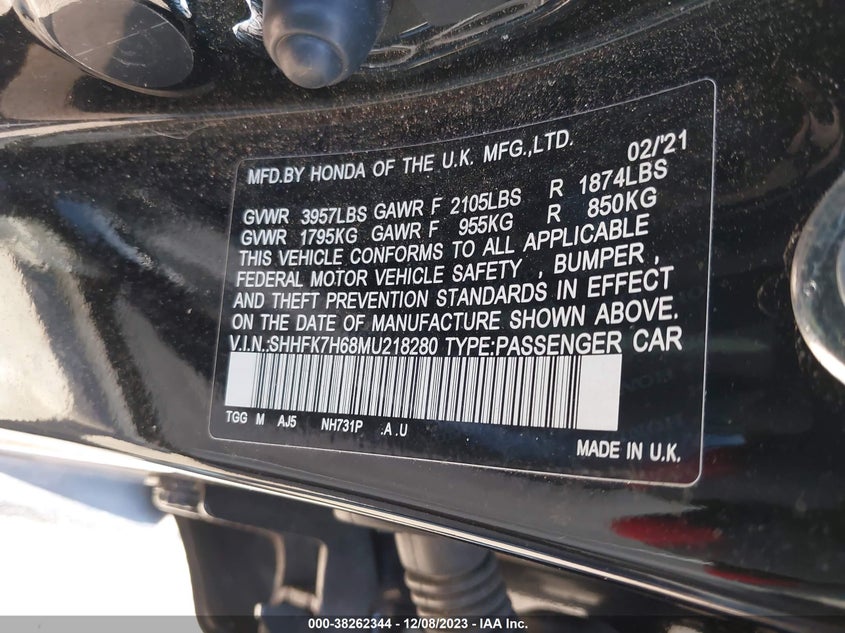 MFD.BY HONDA OF THE U.K. MFG.,LTD. 02/'21
GVWR 3957LBS GAWR F 2105LBS R 1874LBS
GVWR 1795KG GAWR F 955KG R 850KG
THIS VEHICLE CONFORMS TO ALL APPLICABLE
FEDERAL MOTOR VEHICLE SAFETY , BUMPER ,
AND THEFT PREVENTION STANDARDS IN EFFECT
ON THE DATE OF MANUFACTURE SHOWN ABOVE.
V.I.N.:SHHFK7H68MU218280 TYPE:PASSENGER CAR
TGG M AJ5 NH731P .A .U
MADE IN U.K.
000-38262344 - 12/08/2023 - IAA Inc.